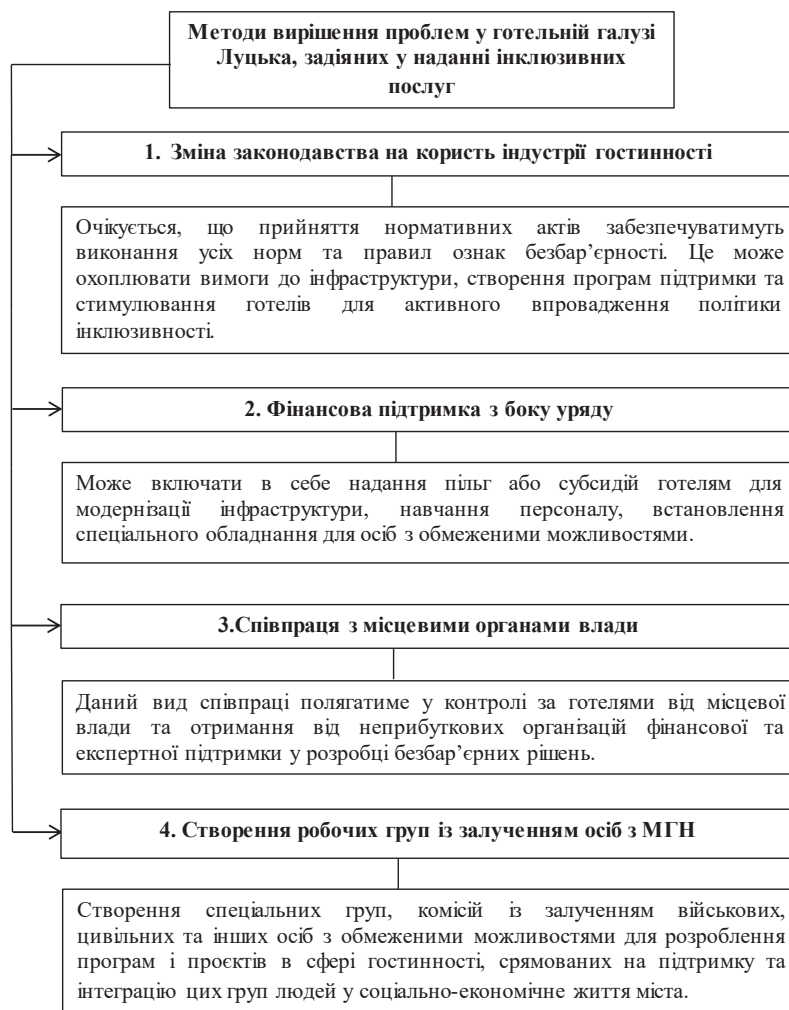 Методи вирішення проблем у готельній галузі
Луцька, задіяних у наданні інклюзивних
послуг
1. Зміна законодавства на користь індустрії гостинності
Очікується, що прийняття нормативних актів забезпечуватимуть
виконання усіх норм та правил ознак безбар’єрності. Це може
охоплювати вимоги до інфраструктури, створення програм підтримки та
стимулювання готелів для активного впровадження політики
інклюзивності.
2. Фінансова підтримка з боку уряду
Може включати в себе надання пільг або субсидій готелям для
модернізації інфраструктури, навчання персоналу, встановлення
спеціального обладнання для осіб з обмеженими можливостями.
3.Співпраця з місцевими органами влади
Даний вид співпраці полягатиме у контролі за готелями від місцевої
влади та отримання від неприбуткових організацій фінансової та
експертної підтримки у розробці безбар’єрних рішень.
4. Створення робочих груп із залученням осіб з МГН
Створення спеціальних груп, комісій із залученням військових,
цивільних та інших осіб з обмеженими можливостями для розроблення
програм і проєктів в сфері гостинності, срямованих на підтримку та
інтеграцію цих груп людей у соціально-економічне життя міста.